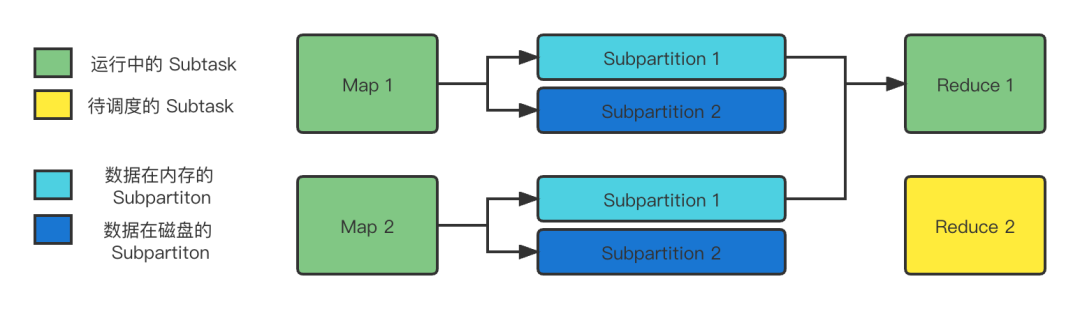 运行中的 Subtask
待调度的 Subtask
数据在内存的
Subpartiton
数据在磁盘的
Subpartiton
Map 1
Subpartition 1
Subpartition 2
Reduce 1
Map 2
Subpartition 1
Subpartition 2
Reduce 2